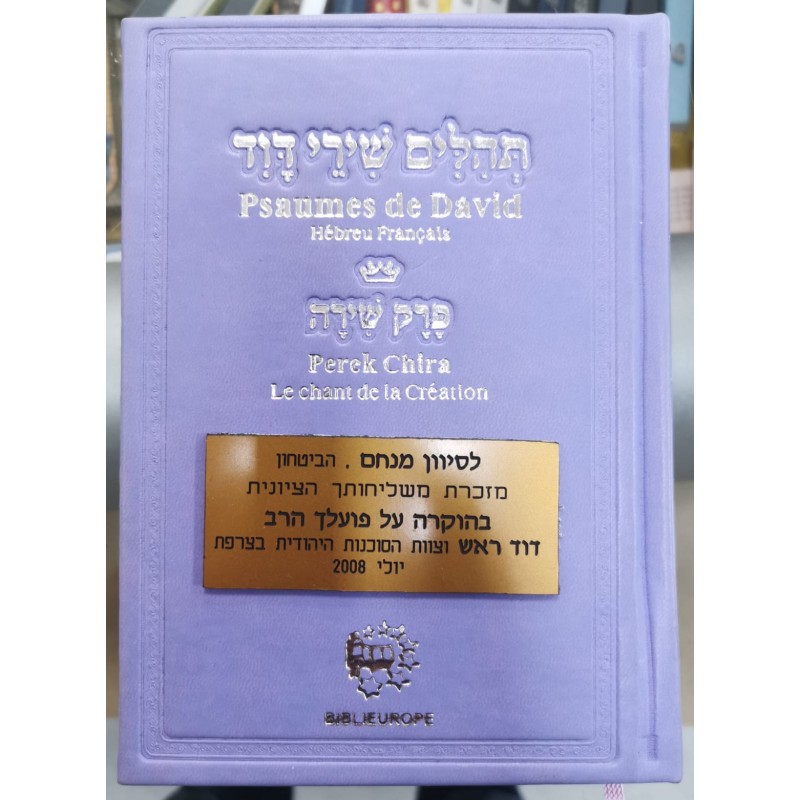 תְּהִלִּים שִׁירֵי דָּוִד
Psaumes de David
Hébreu Français
פֶּרֶק שִׁירָה
Perek Chira
Le chant de la Création
לסיוון מנחם . הביטחון
מזכרת משליחותך הציונית
בהוקרה על פועלך הרב
דוד ראש וצוות הסוכנות היהודית בצרפת
יולי 2008
BIBLIEUROPE